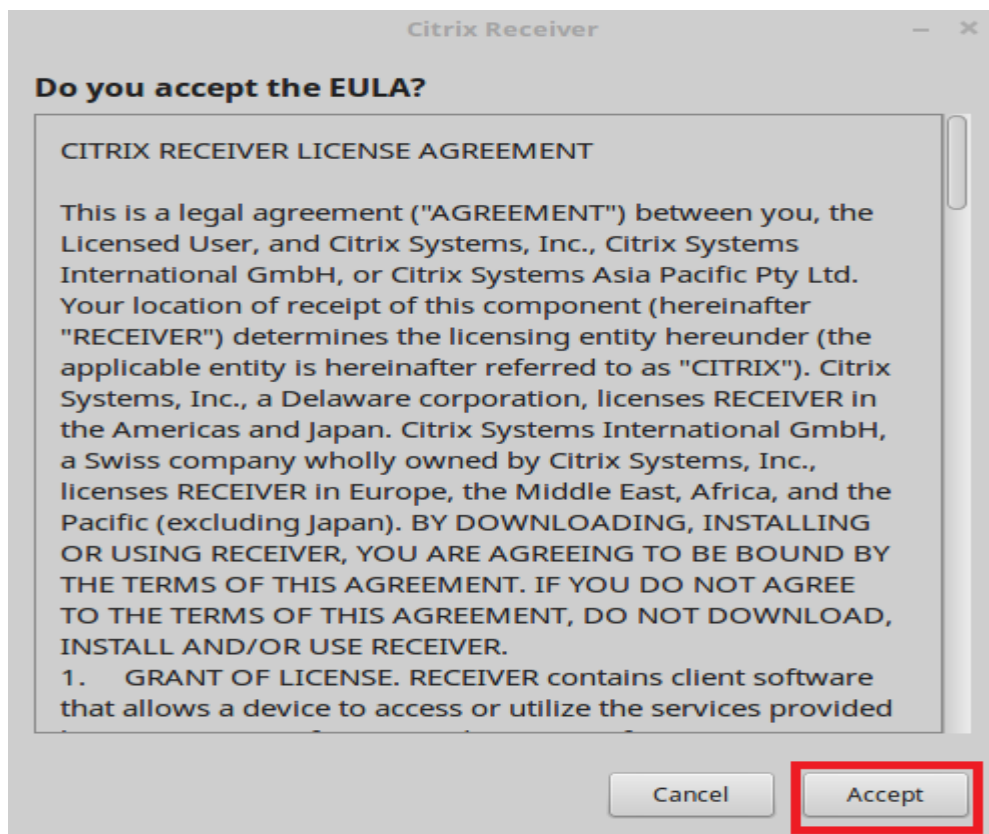 Citrix Receiver
Do you accept the EULA?
CITRIX RECEIVER LICENSE AGREEMENT
This is a legal agreement ("AGREEMENT") between you, the
Licensed User, and Citrix Systems, Inc., Citrix Systems
International GmbH, or Citrix Systems Asia Pacific Pty Ltd.
Your location of receipt of this component (hereinafter
"RECEIVER") determines the licensing entity hereunder (the
applicable entity is hereinafter referred to as "CITRIX"). Citrix
Systems, Inc., a Delaware corporation, licenses RECEIVER in
the Americas and Japan. Citrix Systems International GmbH,
a Swiss company wholly owned by Citrix Systems, Inc.,
licenses RECEIVER in Europe, the Middle East, Africa, and the
Pacific (excluding Japan). BY DOWNLOADING, INSTALLING
OR USING RECEIVER, YOU ARE AGREEING TO BE BOUND BY
THE TERMS OF THIS AGREEMENT. IF YOU DO NOT AGREE
TO THE TERMS OF THIS AGREEMENT, DO NOT DOWNLOAD,
INSTALL AND/OR USE RECEIVER.
1. GRANT OF LICENSE. RECEIVER contains client software
that allows a device to access or utilize the services provided
Cancel Accept